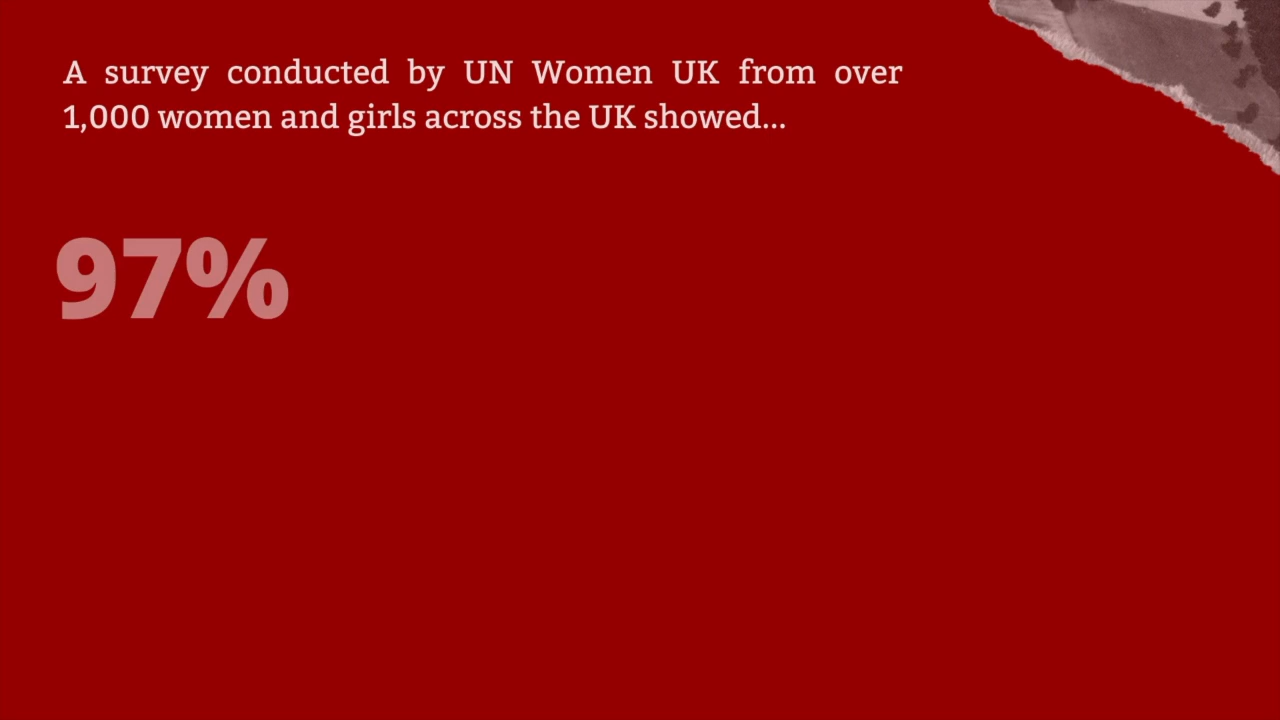 A survey conducted by UN Women UK from over
1,000 women and girls across the UK showed...
97%